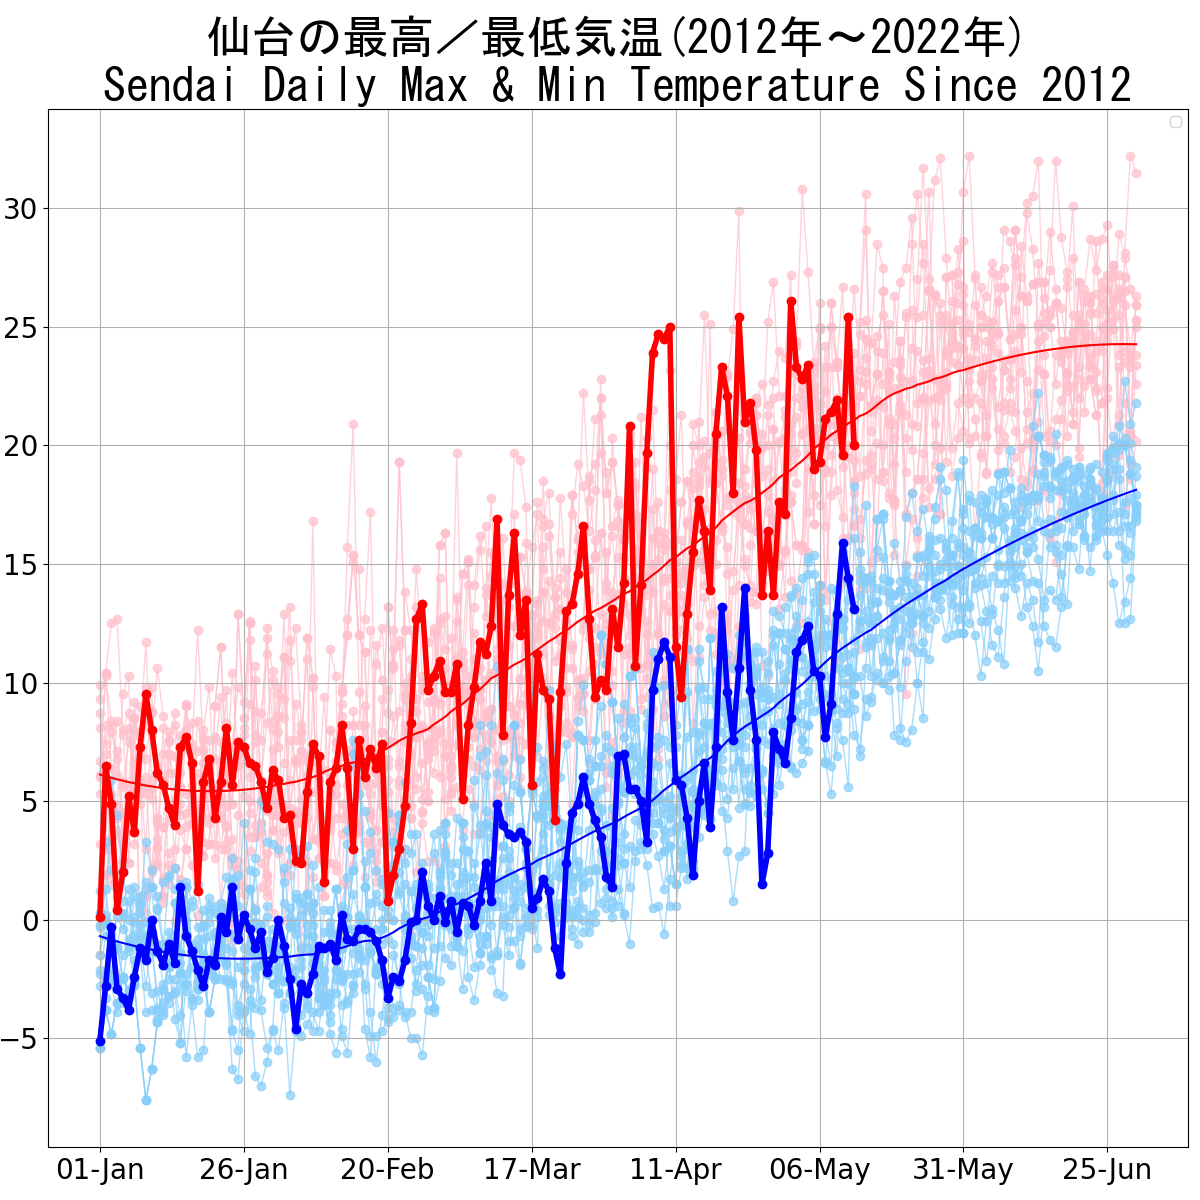 仙台の最高／最低気温(2012年～2022年)
Sendai Daily Max & Min Temperature Since 2012
30
25
20
15
10
5
0
−5
01-Jan 26-Jan 20-Feb 17-Mar 11-Apr 06-May 31-May 25-Jun